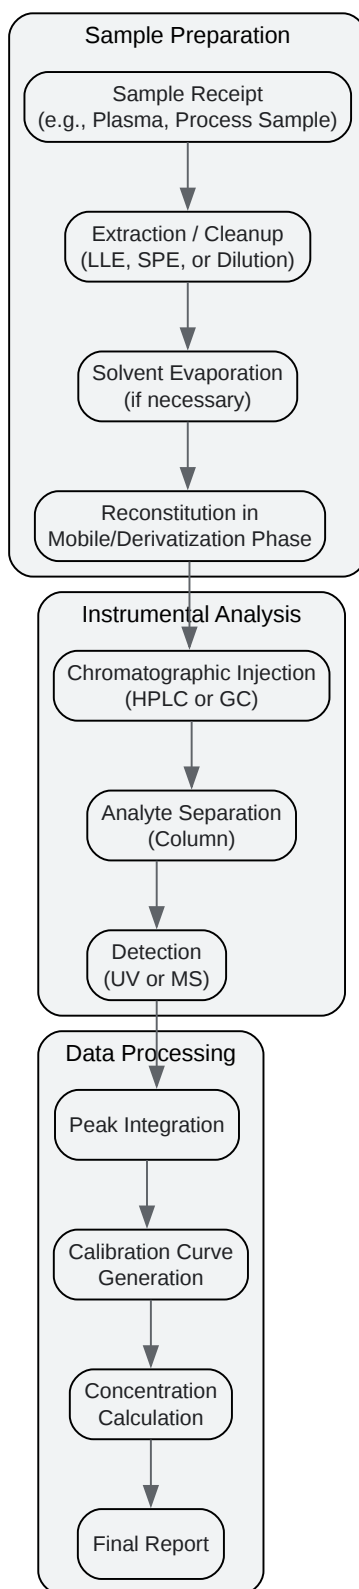 Sample Preparation
Sample Receipt
(e.g., Plasma, Process Sample)
Extraction / Cleanup
(LLE, SPE, or Dilution)
Solvent Evaporation
(if necessary)
Reconstitution in
Mobile/Derivatization Phase
Instrumental Analysis
Chromatographic Injection
(HPLC or GC)
Analyte Separation
(Column)
Detection
(UV or MS)
Data Processing
Peak Integration
Calibration Curve
Generation
Concentration
Calculation
Final Report